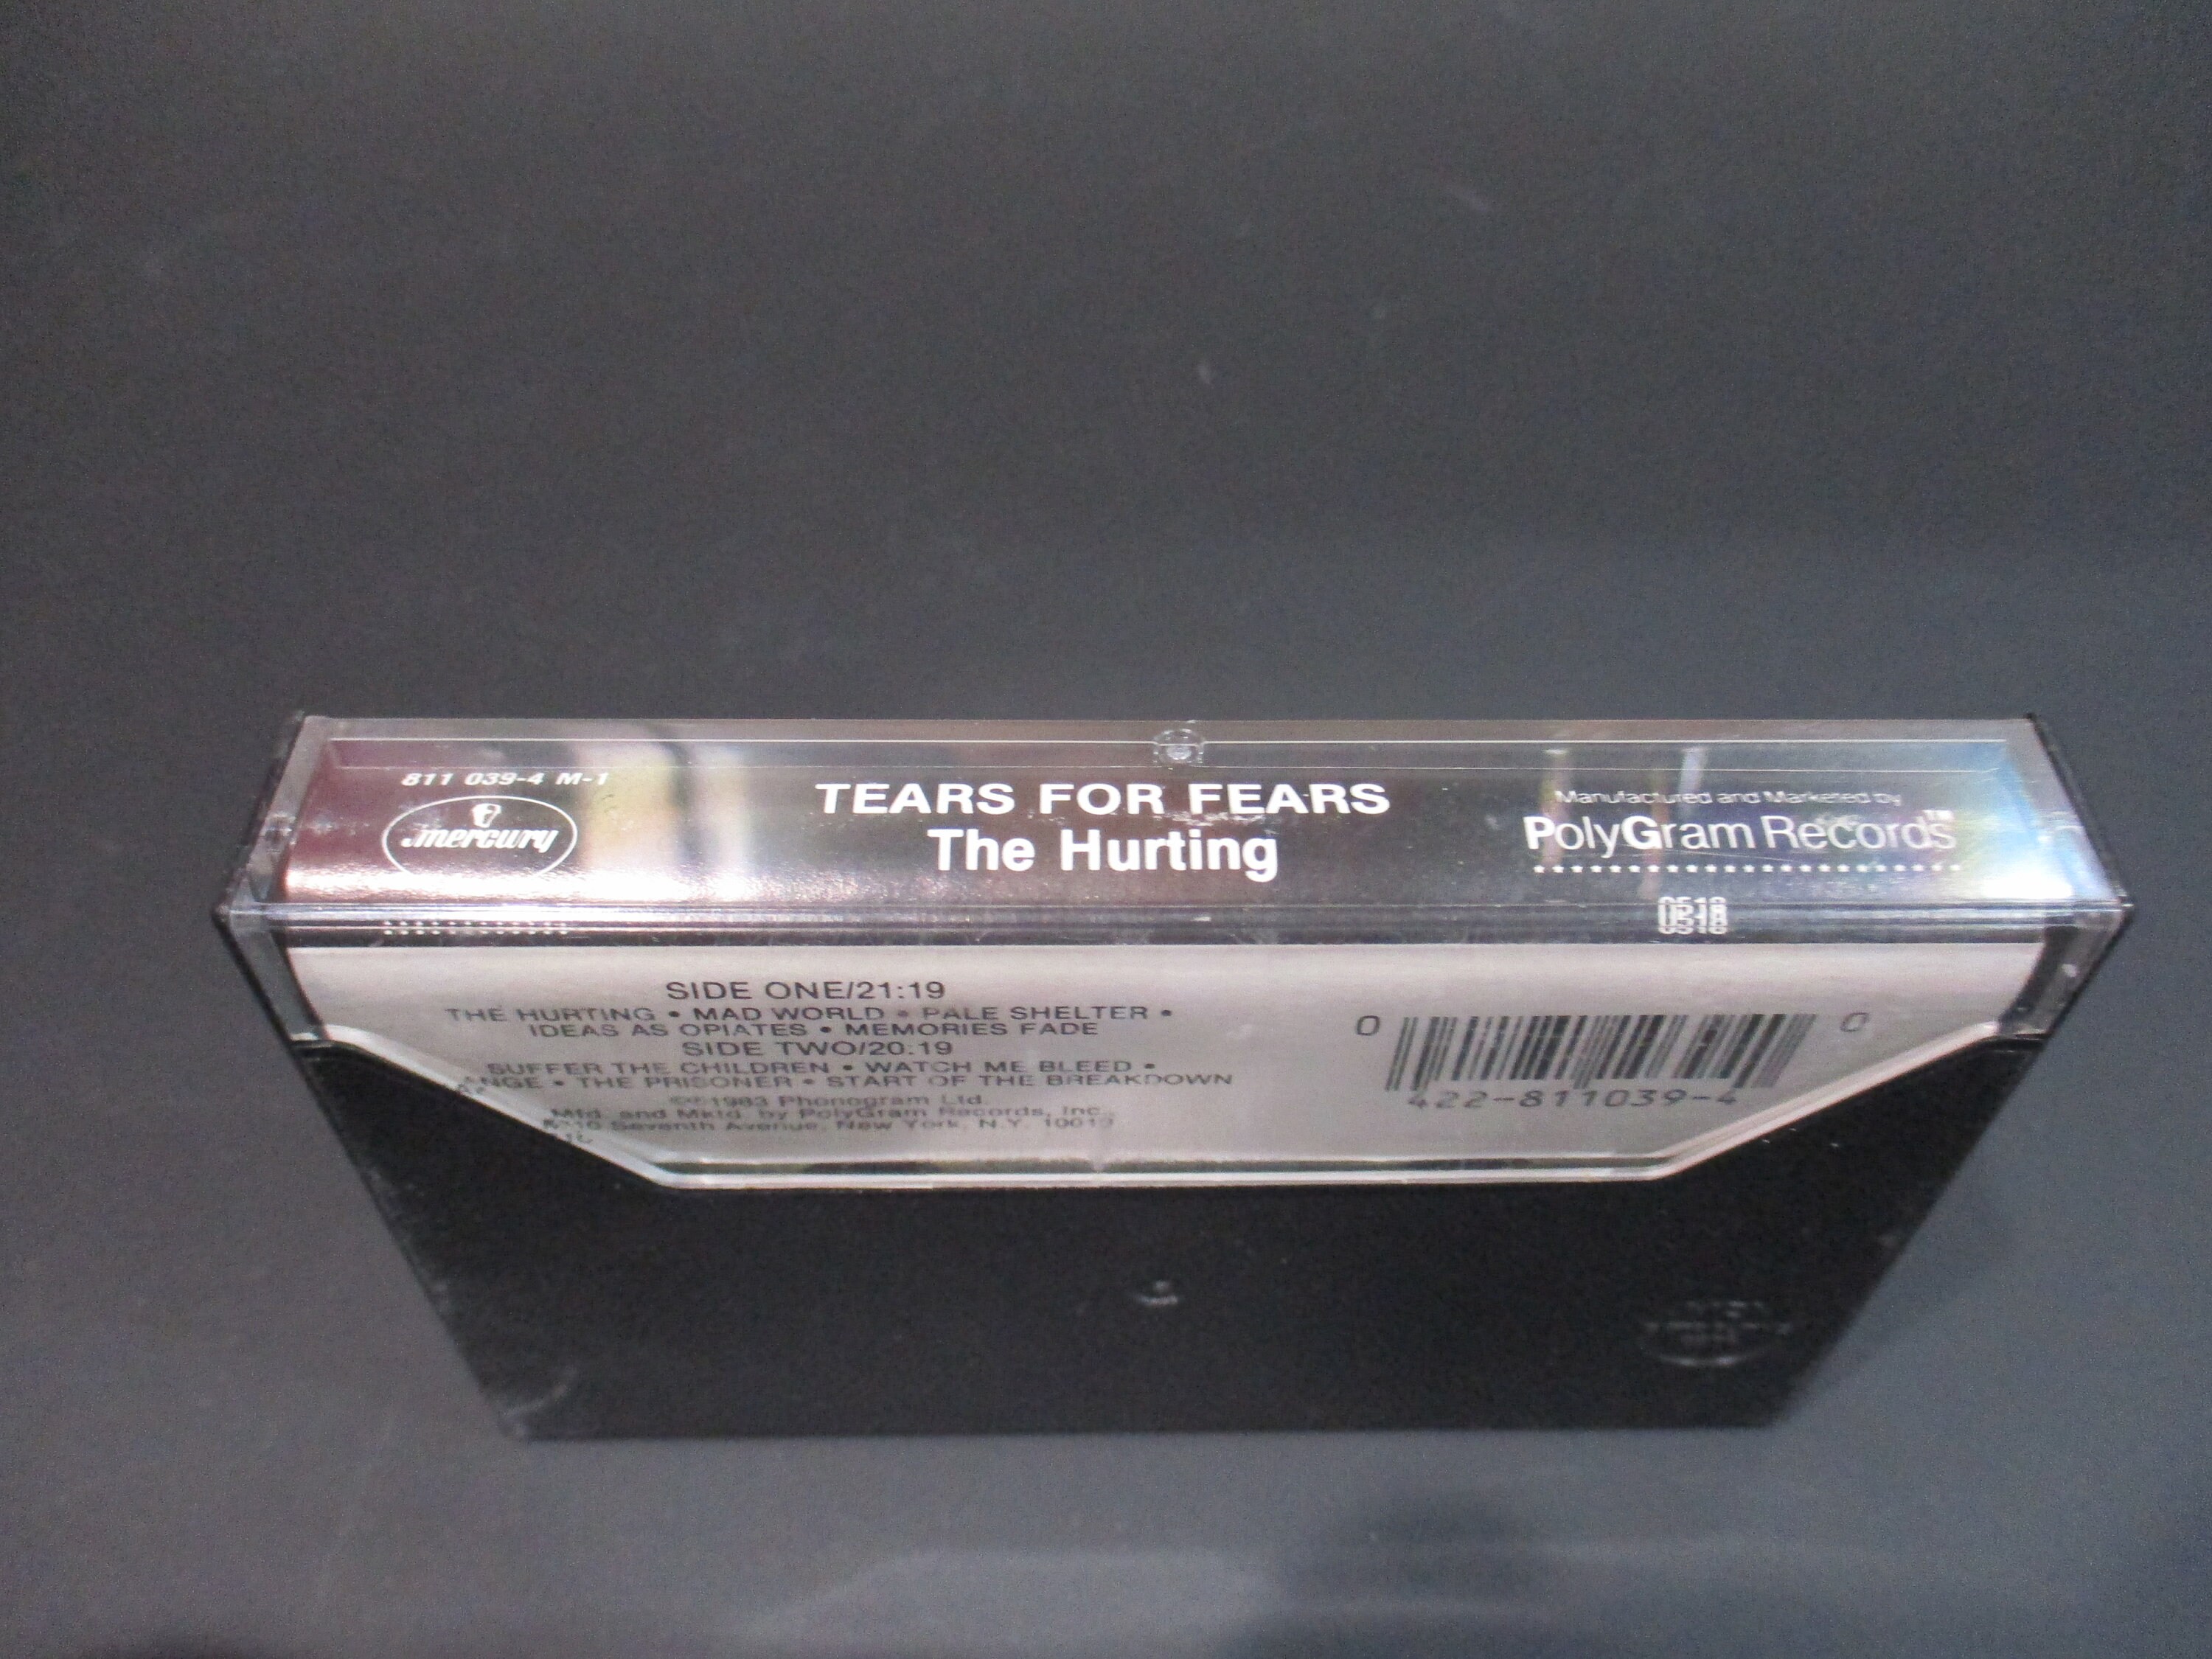 811 039-4 M-1
mercury
TEARS FOR FEARS
The Hurting
Manufactured and Marketed by
PolyGram Records™
SIDE ONE/21:19
THE HURTING • MAD WORLD • PALE SHELTER •
IDEAS AS OPIATES • MEMORIES FADE
SIDE TWO/20:19
SUFFER THE CHILDREN • WATCH ME BLEED •
• THE PRISONER • START OF THE BREAKDOWN
1983 Phonogram Ltd.
Mfd. and Mktd. by PolyGram Records, Inc.,
Seventh Avenue, New York, N.Y. 10019
0 0
422-811039-4